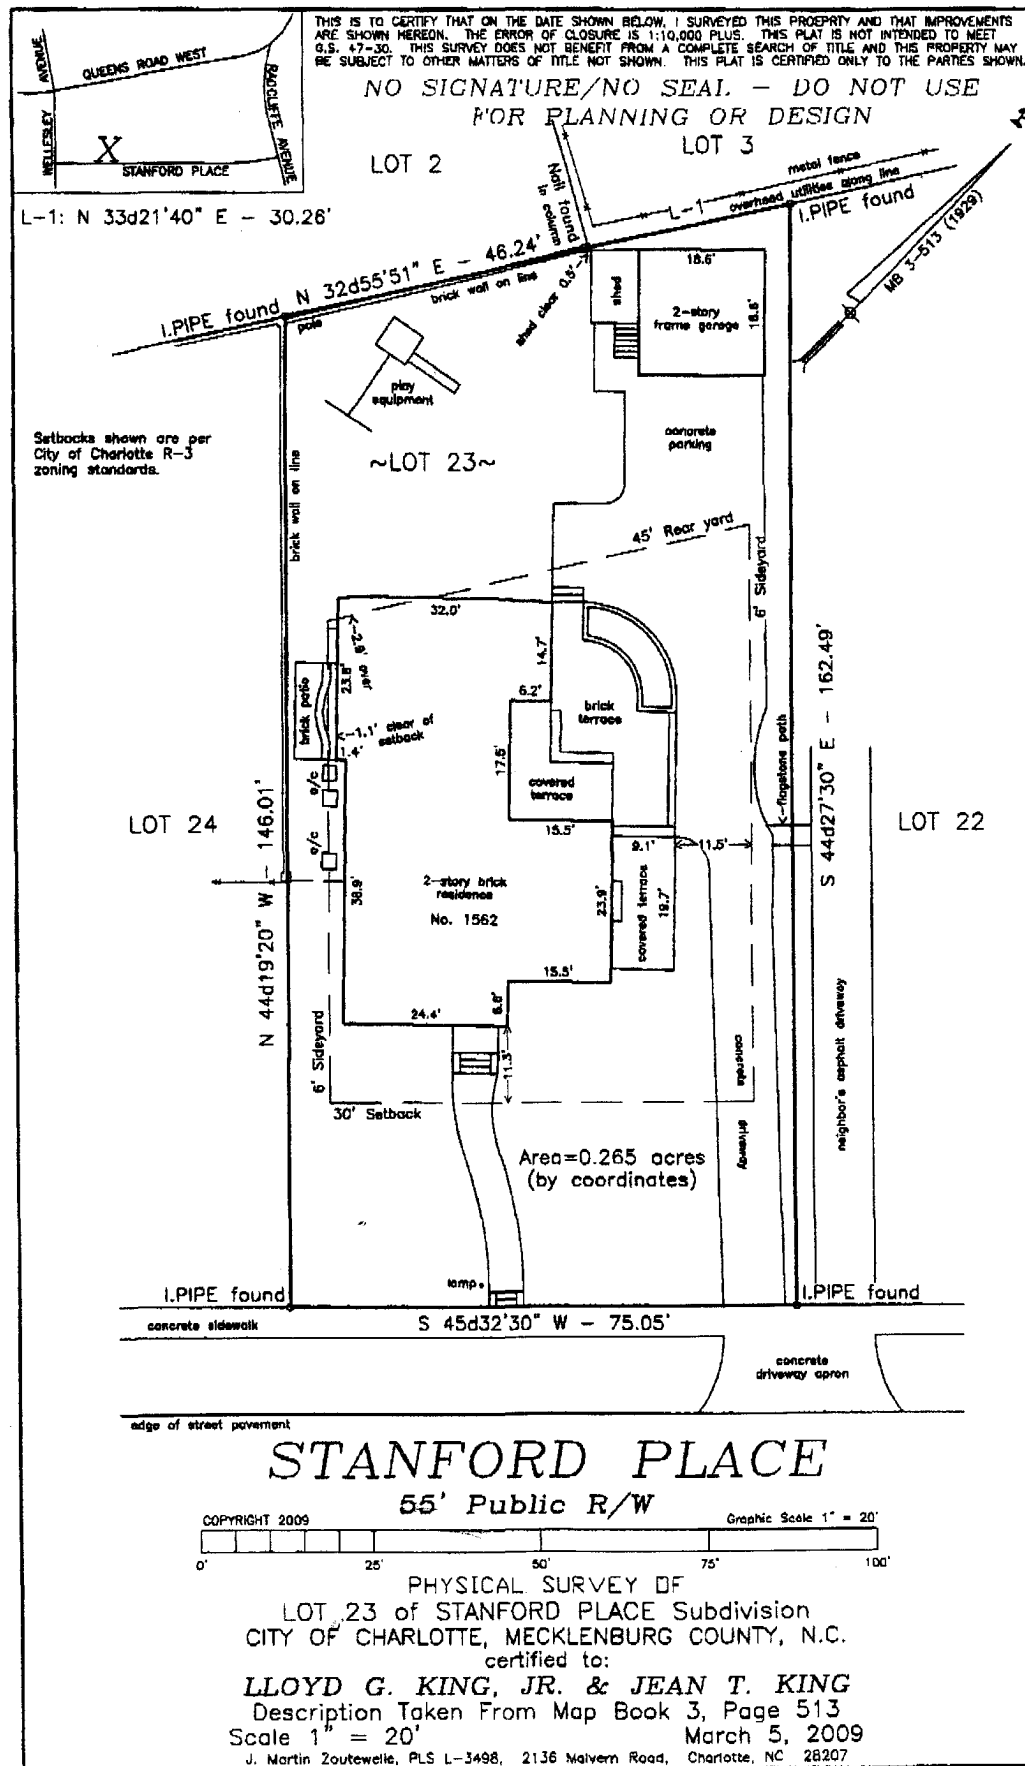 THIS IS TO CERTIFY THAT ON THE DATE SHOWN BELOW, I SURVEYED THIS PROEPRTY AND THAT IMPROVEMENTS
ARE SHOWN HEREON. THE ERROR OF CLOSURE IS 1:10,000 PLUS. THIS PLAT IS NOT INTENDED TO MEET
G.S. 47-30. THIS SURVEY DOES NOT BENEFIT FROM A COMPLETE SEARCH OF TITLE AND THIS PROPERTY MAY
BE SUBJECT TO OTHER MATTERS OF TITLE NOT SHOWN. THIS PLAT IS CERTIFIED ONLY TO THE PARTIES SHOWN.
NO SIGNATURE/NO SEAL - DO NOT USE
FOR PLANNING OR DESIGN
WELLESLEY AVENUE
QUEENS ROAD WEST
RADCLIFFE AVENUE
X
STANFORD PLACE
L-1: N 33d21'40" E - 30.26'
LOT 2
LOT 3
Nail found
in column
metal fence
L-1
overhead utilities along line
I.PIPE found
MB 3-513 (1929)
I.PIPE found
N 32d55'51" E - 46.24'
brick wall on line
pole
shed clear 0.5'
shed
18.6'
2-story
frame garage
18.6'
play
equipment
concrete
parking
Setbacks shown are per
City of Charlotte R-3
zoning standards.
~LOT 23~
brick wall on line
45' Rear yard
6' Sideyard
32.0'
2.9' over
23.8'
brick patio
1.1' clear of
setback
1.4'
14.7'
6.2'
brick
terrace
17.5'
covered
terrace
15.5'
a/c
a/c
LOT 24
N 44d19'20" W - 146.01'
S 44d27'30" E - 162.49'
flagstone path
LOT 22
9.1'
11.5'
2-story brick
residence
No. 1562
38.9'
23.9'
covered terrace
19.7'
15.5'
6.8'
24.4'
11.3'
6' Sideyard
30' Setback
concrete
driveway
neighbor's asphalt driveway
Area=0.265 acres
(by coordinates)
lamp
I.PIPE found
I.PIPE found
concrete sidewalk
S 45d32'30" W - 75.05'
concrete
driveway apron
edge of street pavement
STANFORD PLACE
55' Public R/W
COPYRIGHT 2009
Graphic Scale 1" = 20'
0' 25' 50' 75' 100'
PHYSICAL SURVEY OF
LOT 23 of STANFORD PLACE Subdivision
CITY OF CHARLOTTE, MECKLENBURG COUNTY, N.C.
certified to:
LLOYD G. KING, JR. & JEAN T. KING
Description Taken From Map Book 3, Page 513
Scale 1" = 20' March 5, 2009
J. Martin Zoutewelle, PLS L-3498, 2136 Malvern Road, Charlotte, NC 28207